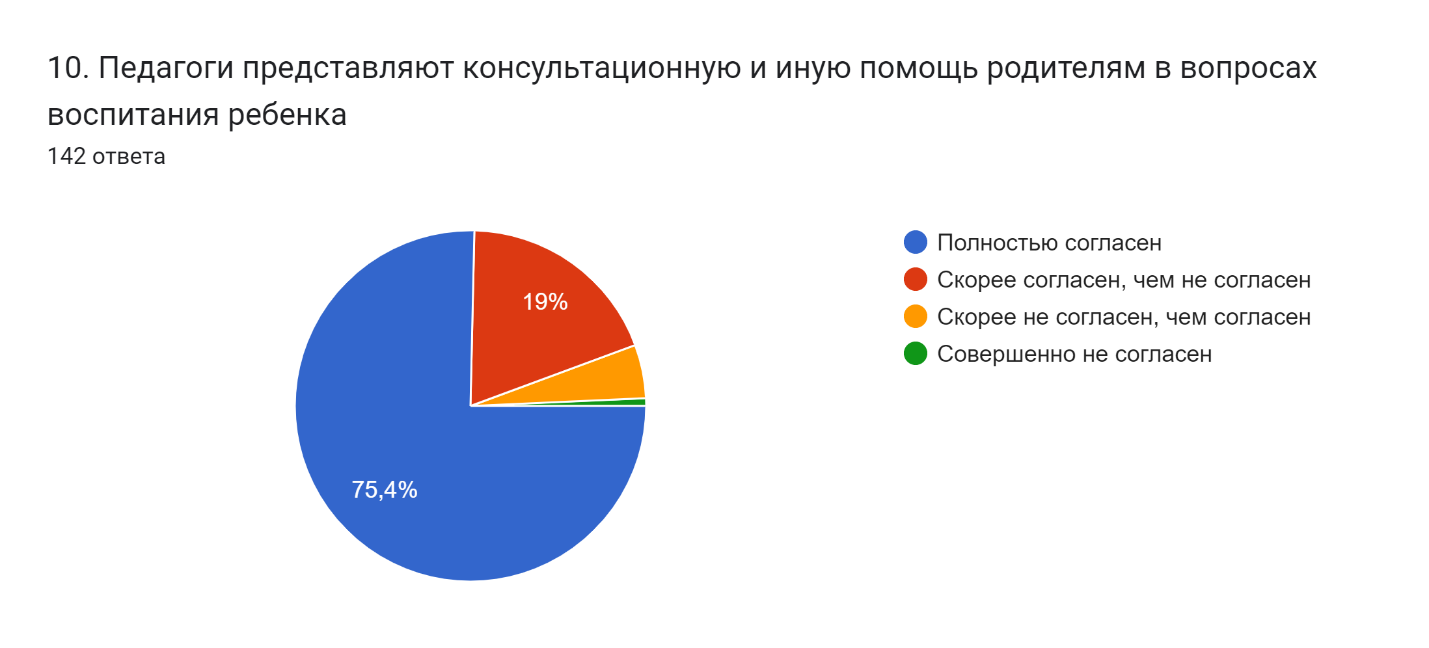 10. Педагоги представляют консультационную и иную помощь родителям в вопросах
воспитания ребенка
142 ответа
Полностью согласен
Скорее согласен, чем не согласен
Скорее не согласен, чем согласен
Совершенно не согласен
19%
75,4%